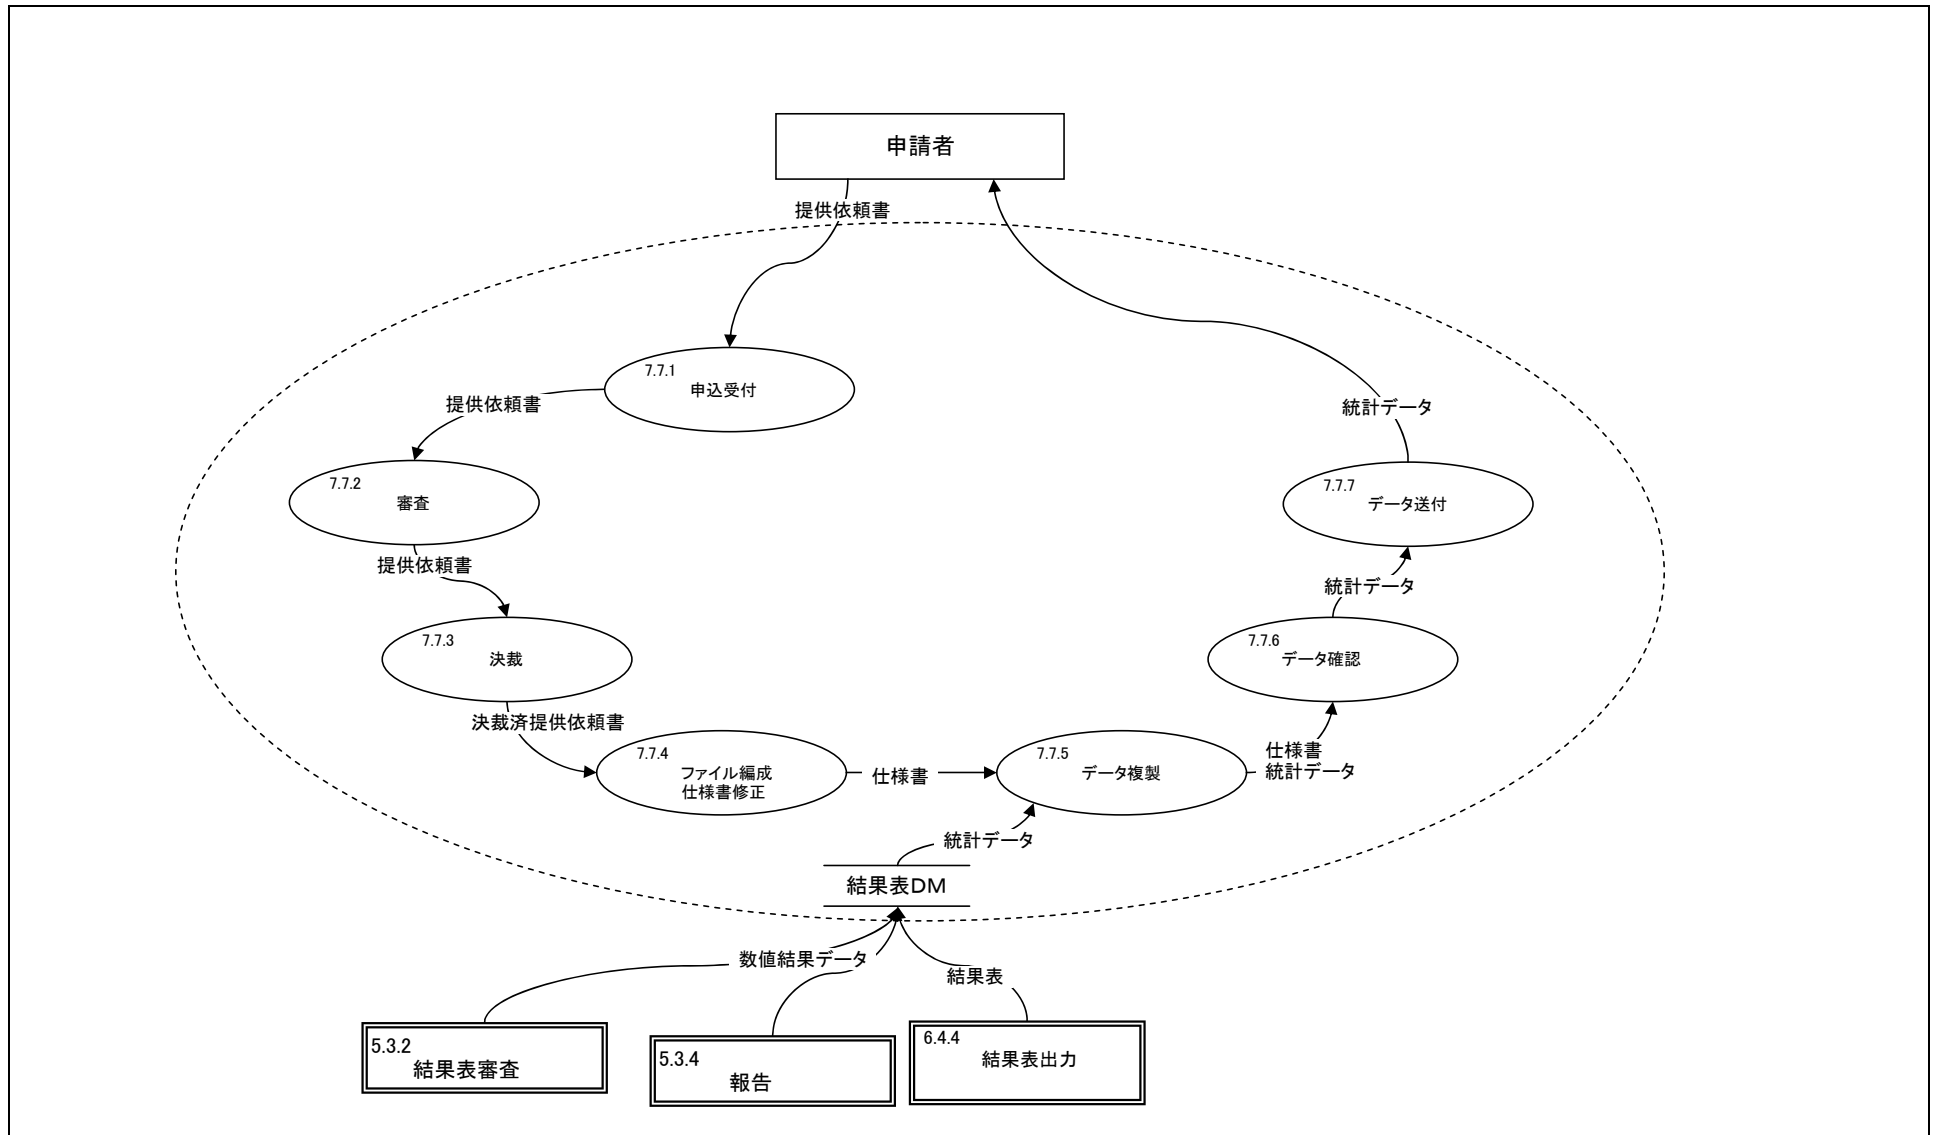 申請者
提供依頼書
7.7.1
申込受付
提供依頼書
統計データ
7.7.2
審査
7.7.7
データ送付
提供依頼書
統計データ
7.7.3
決裁
7.7.6
データ確認
決裁済提供依頼書
7.7.4
ファイル編成
仕様書修正
仕様書
7.7.5
データ複製
仕様書
統計データ
統計データ
結果表DM
数値結果データ
結果表
5.3.2
結果表審査
5.3.4
報告
6.4.4
結果表出力